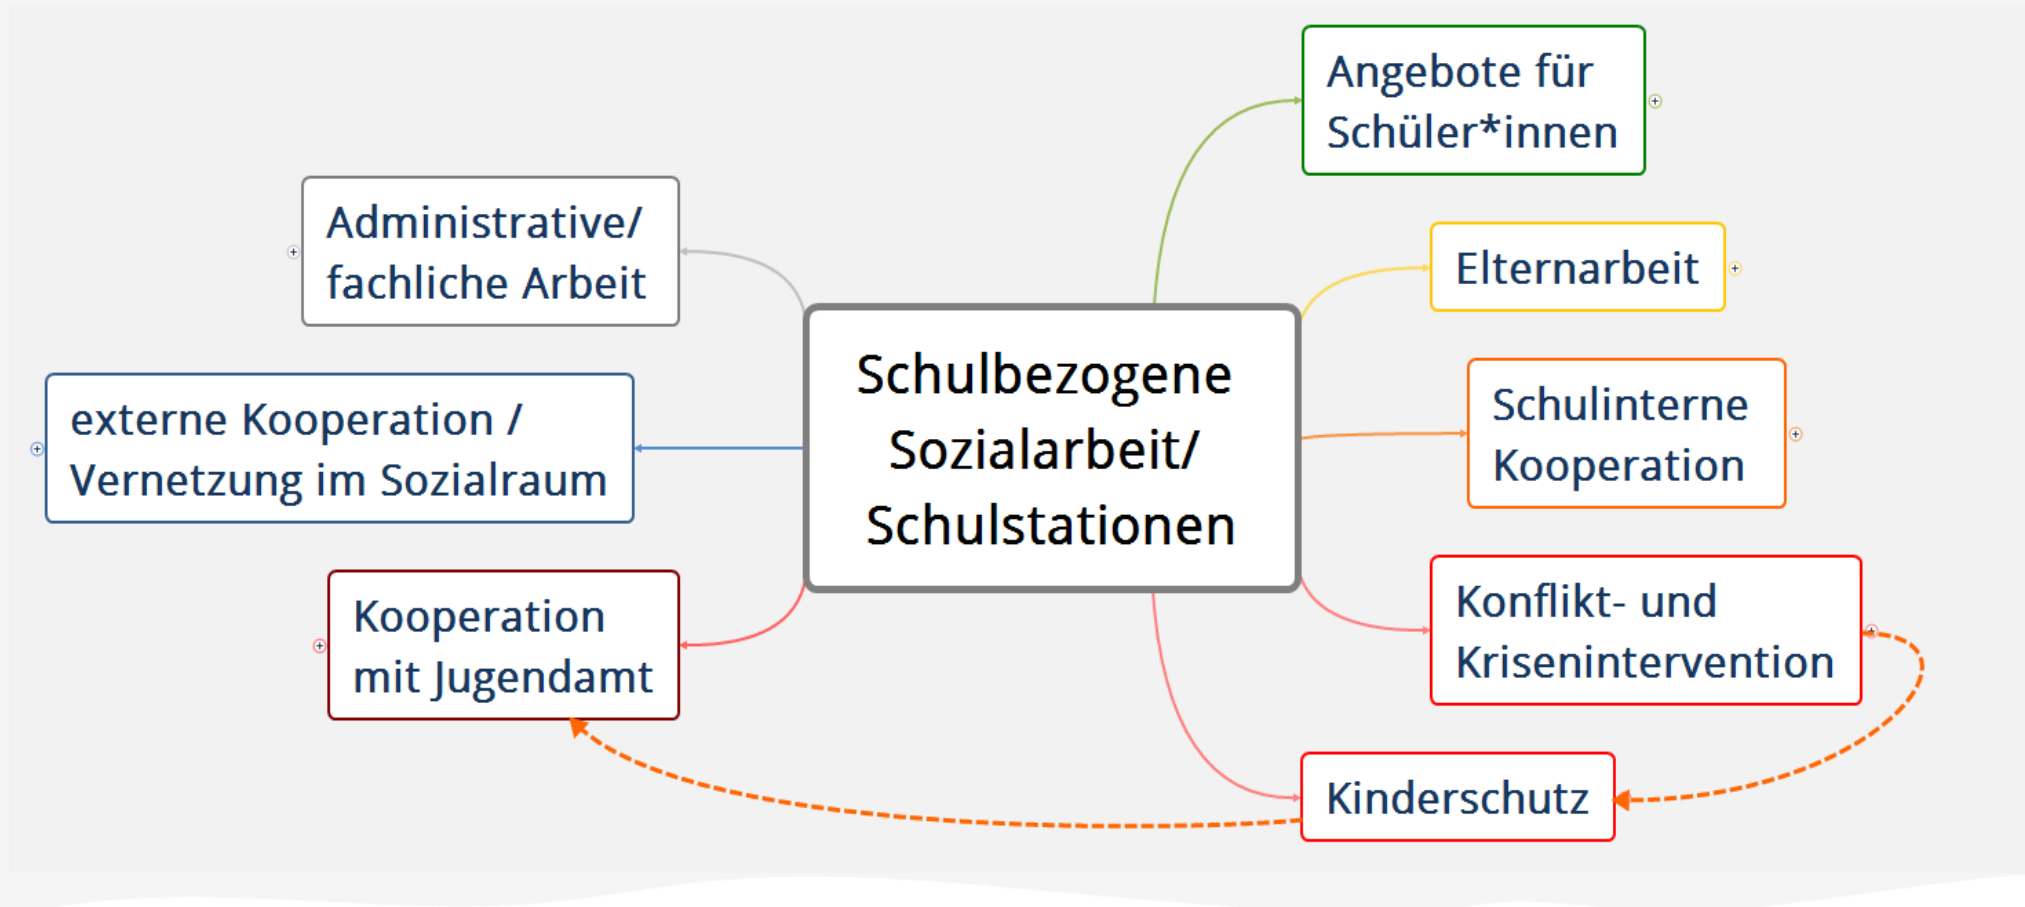 Angebote für
Schüler*innen
Administrative/
fachliche Arbeit
Elternarbeit
Schulbezogene
Sozialarbeit/
Schulstationen
externe Kooperation /
Vernetzung im Sozialraum
Schulinterne
Kooperation
Kooperation
mit Jugendamt
Konflikt- und
Krisenintervention
Kinderschutz